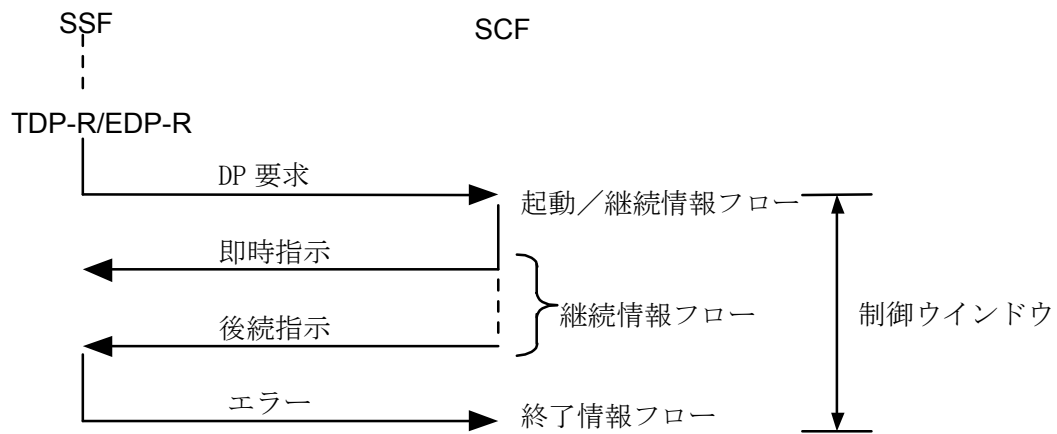 SSF
SCF
TDP-R/EDP-R
DP 要求
起動／継続情報フロー
即時指示
継続情報フロー
制御ウインドウ
後続指示
エラー
終了情報フロー